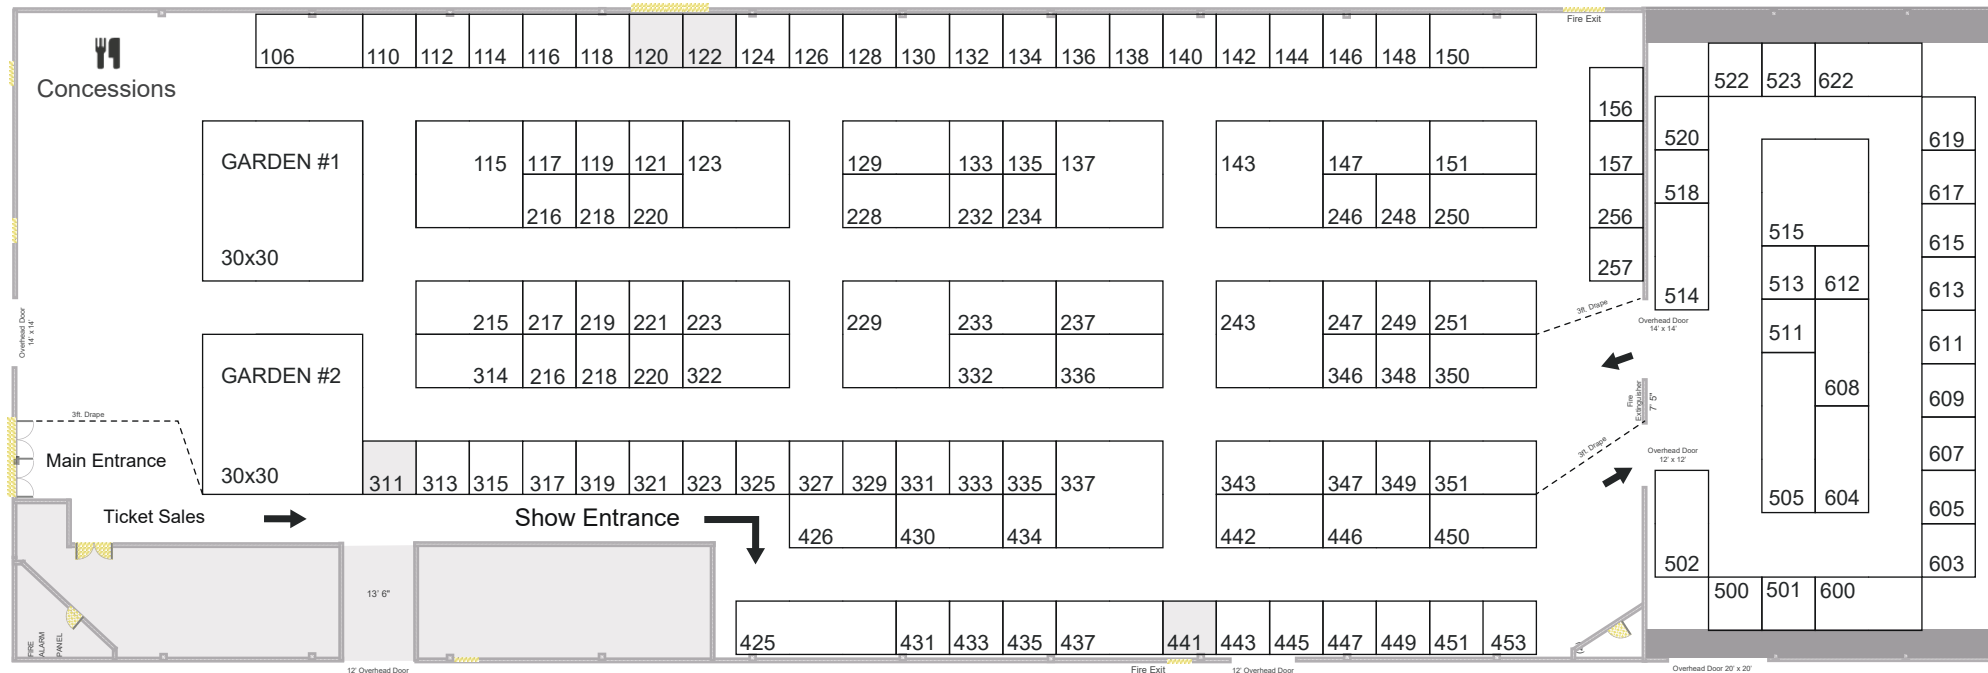 Fire Exit
106 110 112 114 116 118 120 122 124 126 128 130 132 134 136 138 140 142 144 146 148 150
Concessions
522 523 622
156
520
619
GARDEN #1
115 117 119 121 123
129 133 135 137
143 147 151
157
518
617
216 218 220
228 232 234
246 248 250
256
515
615
30x30
257
514
513 612
613
215 217 219 221 223
229 233 237
243 247 249 251
3ft. Drape
Overhead Door
14' x 14'
Overhead Door
14' x 14'
511
611
GARDEN #2
314 216 218 220 322
332 336
346 348 350
Fire
Extinguisher
7' 5"
608
609
3ft. Drape
Main Entrance
30x30
311 313 315 317 319 321 323 325 327 329 331 333 335 337
343 347 349 351
3ft. Drape
Overhead Door
12' x 12'
607
505 604
605
Ticket Sales
Show Entrance
426 430 434
442 446 450
502
603
13' 6"
500 501 600
FIRE
ALARM
PANEL
425 431 433 435 437 441 443 445 447 449 451 453
12' Overhead Door
Fire Exit
12' Overhead Door
Overhead Door 20' x 20'